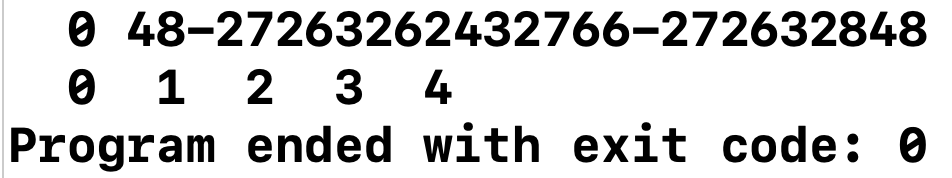 0 48-27263262432766-272632848
0 1 2 3 4
Program ended with exit code: 0